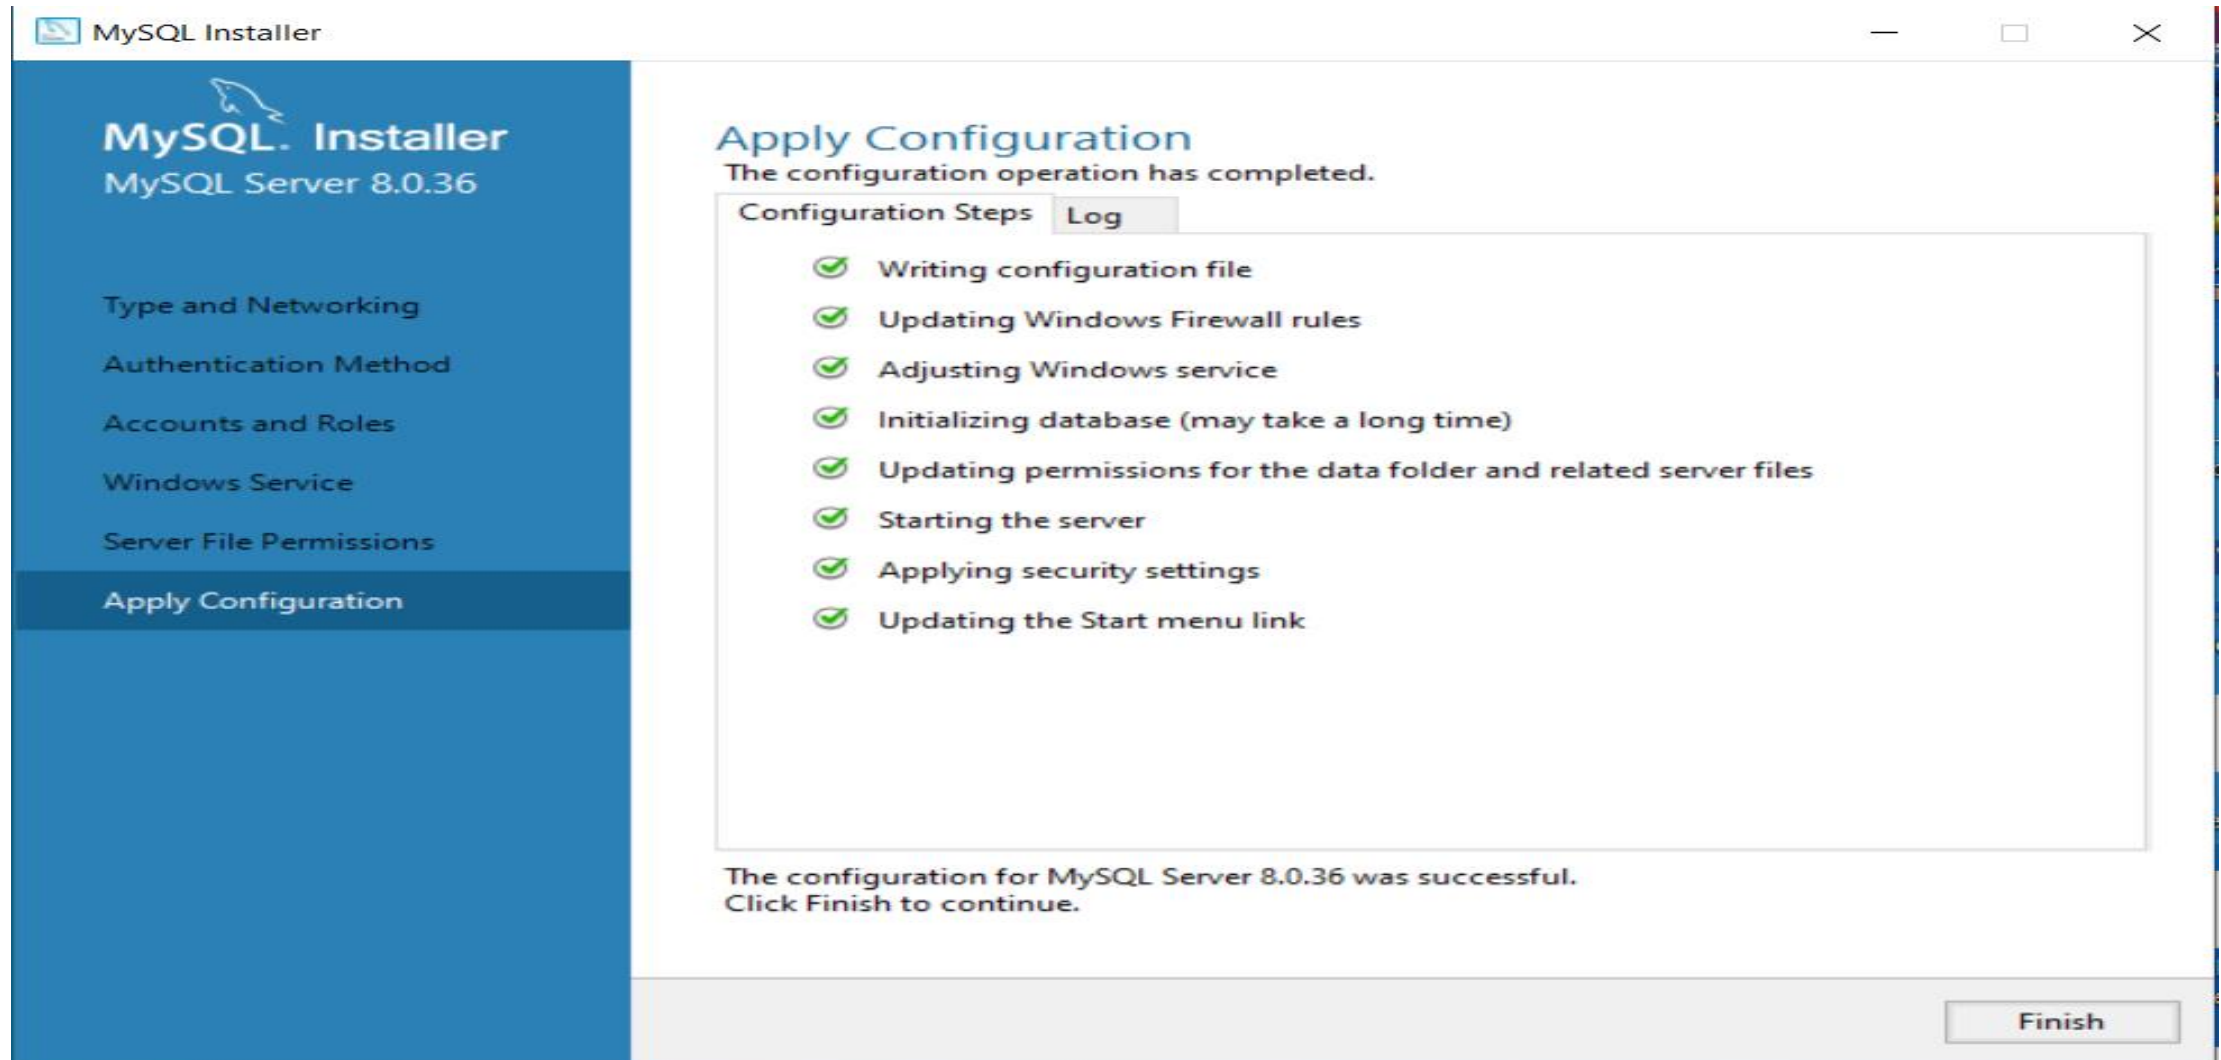 MySQL Installer
MySQL. Installer
MySQL Server 8.0.36
Type and Networking
Authentication Method
Accounts and Roles
Windows Service
Server File Permissions
Apply Configuration
Apply Configuration
The configuration operation has completed.
Configuration Steps
Log
Writing configuration file
Updating Windows Firewall rules
Adjusting Windows service
Initializing database (may take a long time)
Updating permissions for the data folder and related server files
Starting the server
Applying security settings
Updating the Start menu link
The configuration for MySQL Server 8.0.36 was successful.
Click Finish to continue.
Finish